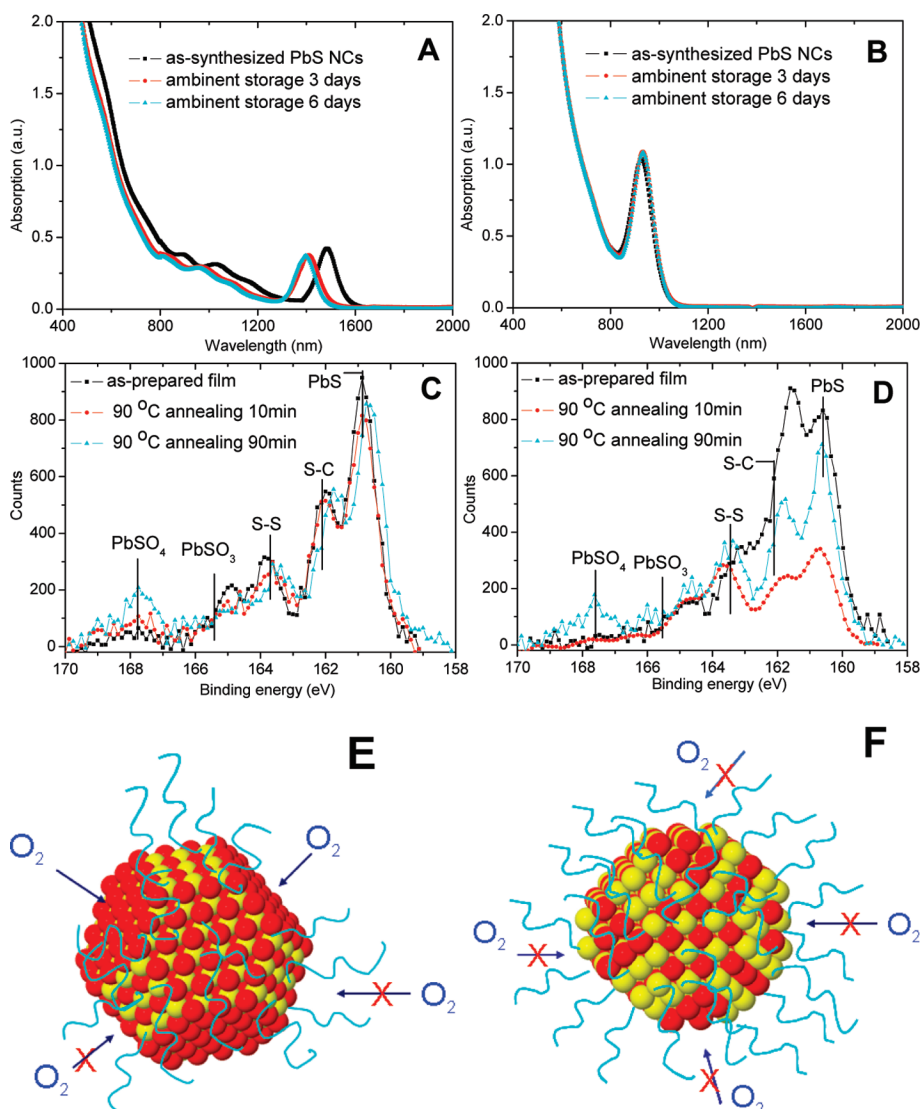 A
as-synthesized PbS NCs
ambinent storage 3 days
ambinent storage 6 days
Absorption (a.u.)
2.0
1.5
1.0
0.5
0.0
400 800 1200 1600 2000
Wavelength (nm)
B
as-synthesized PbS NCs
ambinent storage 3 days
ambinent storage 6 days
Absorption (a.u.)
2.0
1.5
1.0
0.5
0.0
400 800 1200 1600 2000
Wavelength (nm)
C
as-prepared film
90 °C annealing 10min
90 °C annealing 90min
PbS
S-C
S-S
PbSO₃
PbSO₄
Counts
1000
800
600
400
200
0
170 168 166 164 162 160 158
Binding energy (eV)
D
as-prepared film
90 °C annealing 10min
90 °C annealing 90min
PbS
S-C
S-S
PbSO₃
PbSO₄
Counts
1000
800
600
400
200
0
170 168 166 164 162 160 158
Binding energy (eV)
E
O₂
O₂
X O₂
O₂ X
F
O₂ X
O₂ X
X O₂
X O₂